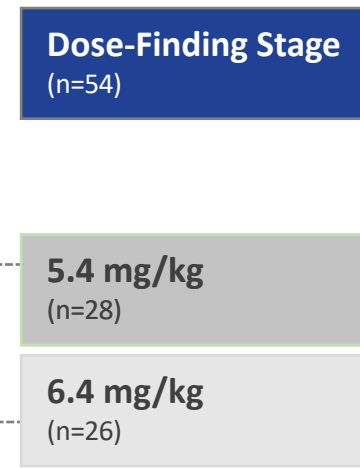 Dose-Finding Stage
(n=54)
5.4 mg/kg
(n=28)
6.4 mg/kg
(n=26)